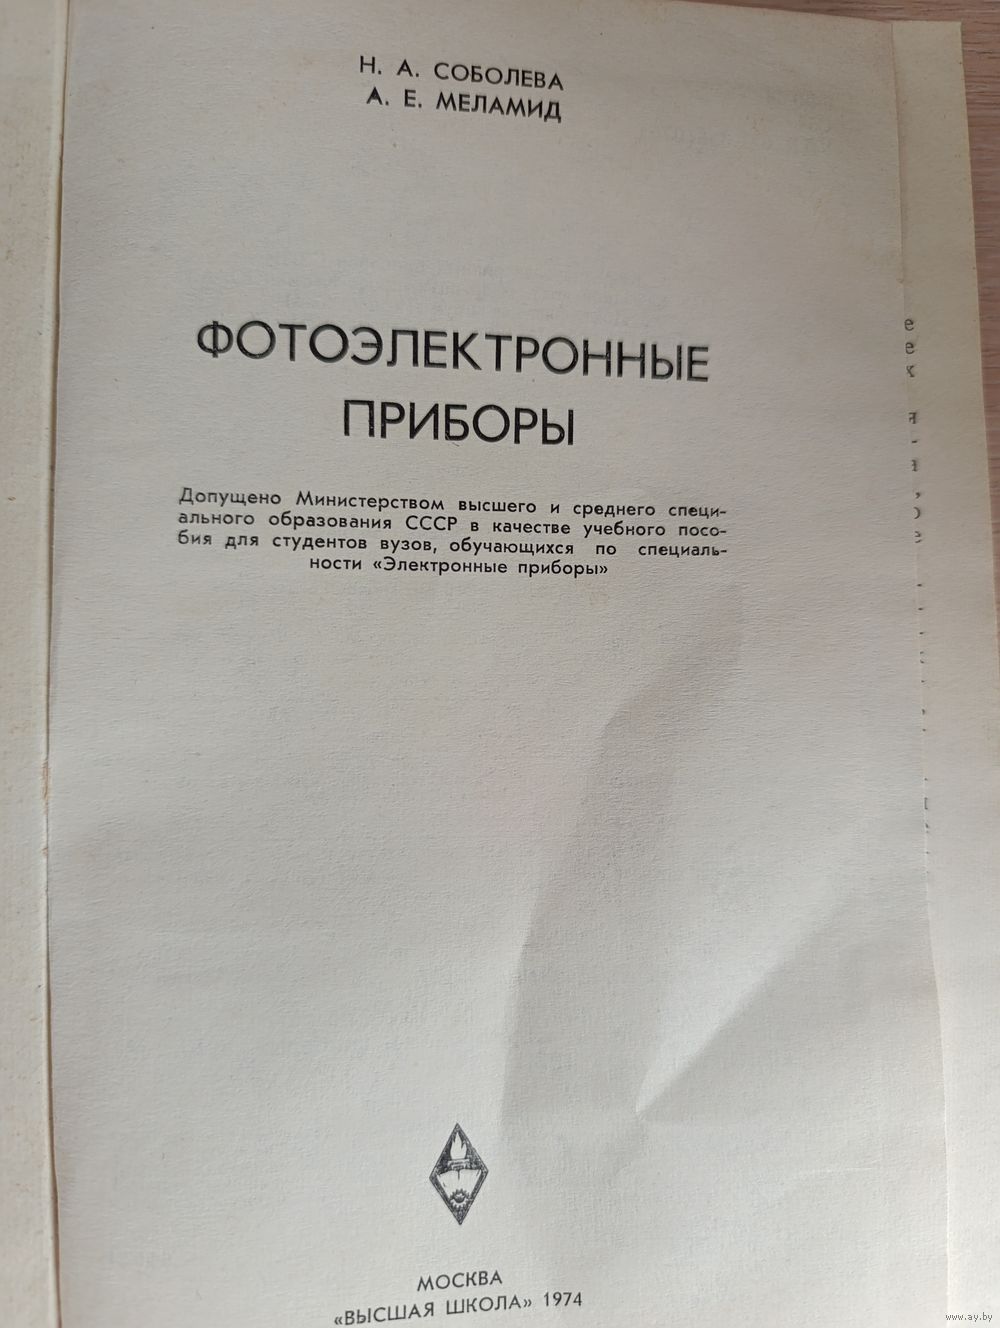 Н. А. СОБОЛЕВА
А. Е. МЕЛАМИД
ФОТОЭЛЕКТРОННЫЕ
ПРИБОРЫ
Допущено Министерством высшего и среднего специ-
ального образования СССР в качестве учебного посо-
бия для студентов вузов, обучающихся по специаль-
ности «Электронные приборы»
МОСКВА
«ВЫСШАЯ ШКОЛА» 1974
www.ay.by